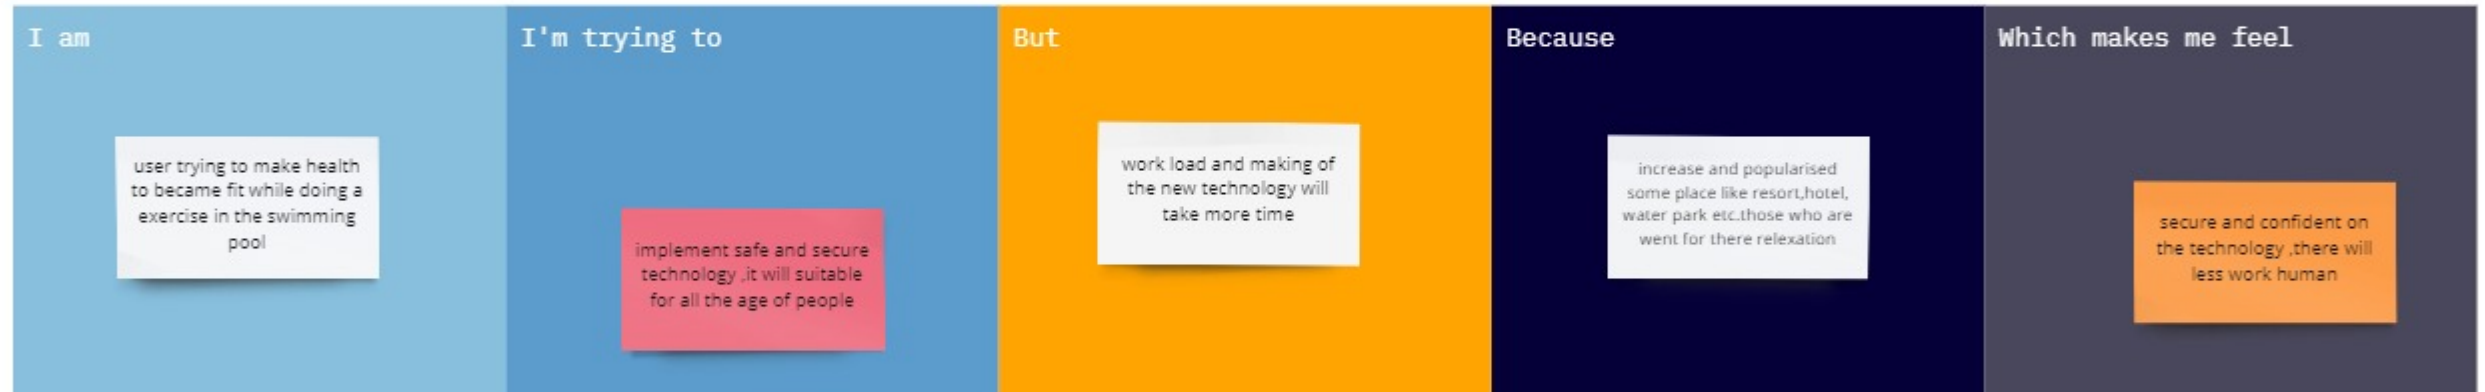 I am
user trying to make health
to became fit while doing a
exercise in the swimming
pool
I'm trying to
implement safe and secure
technology ,it will suitable
for all the age of people
But
work load and making of
the new technology will
take more time
Because
increase and popularised
some place like resort,hotel,
water park etc.those who are
went for there relexation
Which makes me feel
secure and confident on
the technology ,there will
less work human